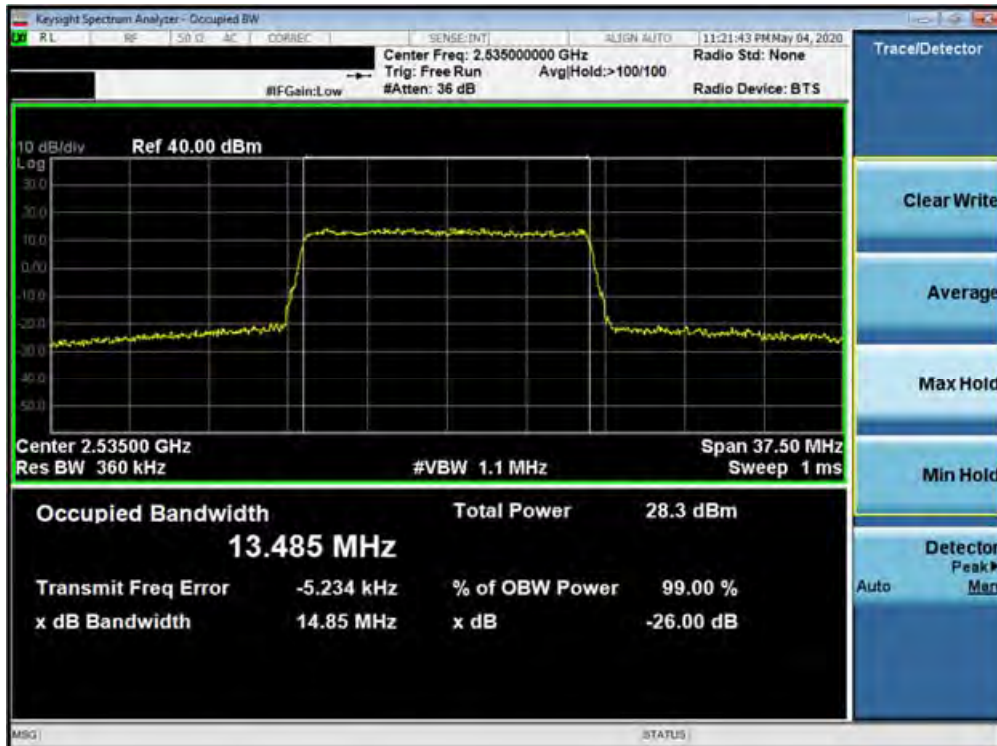 Keysight Spectrum Analyzer - Occupied BW
RL RF 50 Ω AC CORREC SENSE:INT ALIGN AUTO 11:21:43 PM May 04, 2020
Center Freq: 2.535000000 GHz Radio Std: None
Trig: Free Run Avg|Hold:>100/100
#IFGain:Low #Atten: 36 dB Radio Device: BTS
10 dB/div Ref 40.00 dBm
Log
30.0
20.0
10.0
0.00
-10.0
-20.0
-30.0
-40.0
-50.0
Center 2.53500 GHz Span 37.50 MHz
Res BW 360 kHz #VBW 1.1 MHz Sweep 1 ms
Occupied Bandwidth Total Power 28.3 dBm
13.485 MHz
Transmit Freq Error -5.234 kHz % of OBW Power 99.00 %
x dB Bandwidth 14.85 MHz x dB -26.00 dB
MSG STATUS
Trace/Detector
Clear Write
Average
Max Hold
Min Hold
Detector
Peak
Auto Man